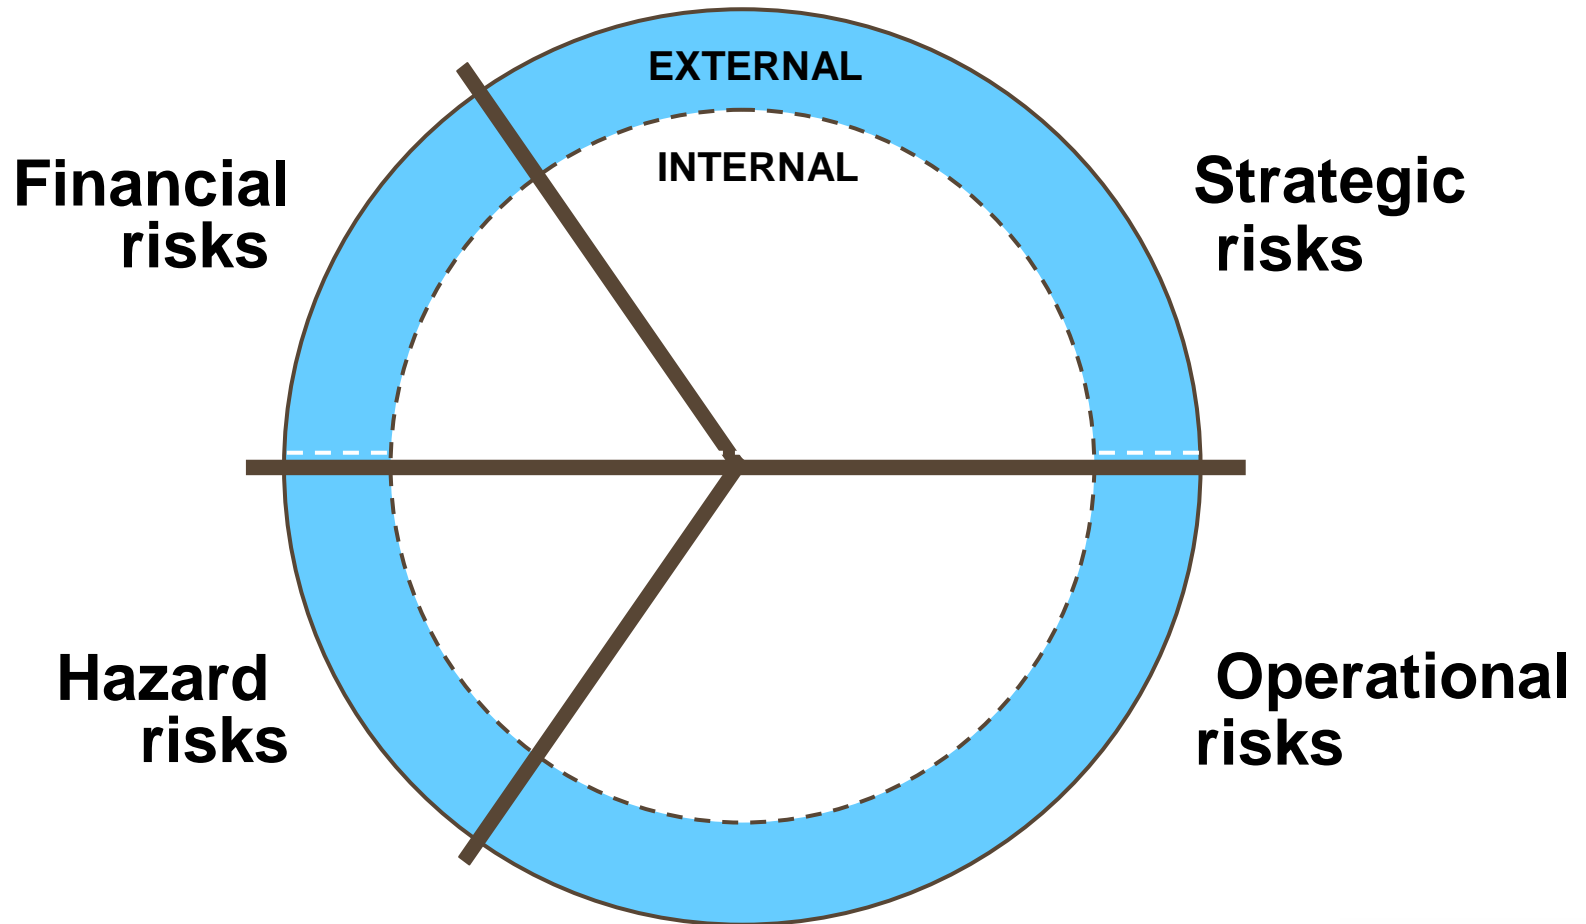 EXTERNAL
INTERNAL
Financial
risks
Strategic
risks
Hazard
risks
Operational
risks